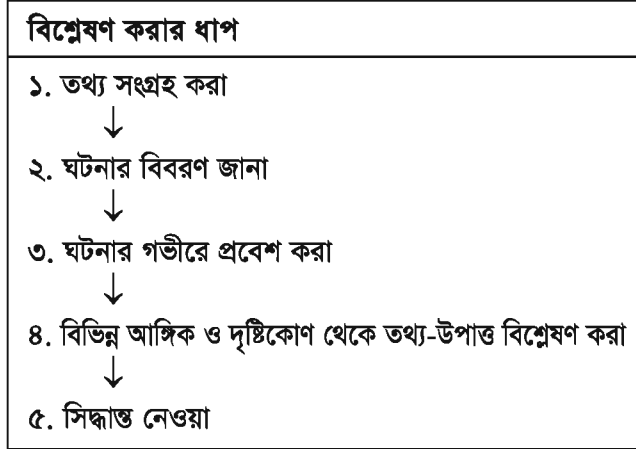 বিশ্লেষণ করার ধাপ
১. তথ্য সংগ্রহ করা
↓
২. ঘটনার বিবরণ জানা
↓
৩. ঘটনার গভীরে প্রবেশ করা
↓
৪. বিভিন্ন আঙ্গিক ও দৃষ্টিকোণ থেকে তথ্য-উপাত্ত বিশ্লেষণ করা
↓
৫. সিদ্ধান্ত নেওয়া